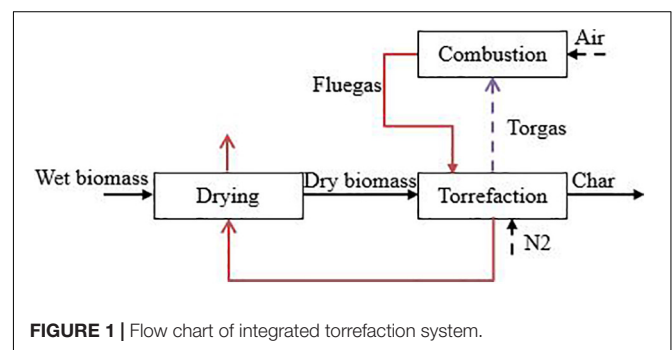 Combustion
Air
Fluegas
Torgas
Wet biomass
Drying
Dry biomass
Torrefaction
Char
N2
FIGURE 1 | Flow chart of integrated torrefaction system.